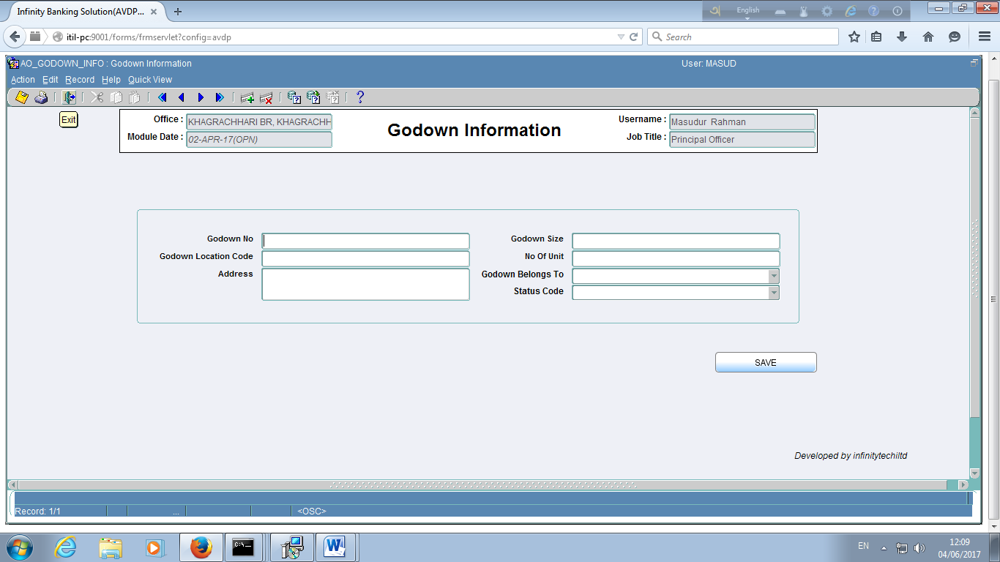 Infinity Banking Solution(AVDP...
English
itil-pc:9001/forms/frmservlet?config=avdp
Search
AO_GODOWN_INFO : Godown Information
User: MASUD
Action Edit Record Help Quick View
Exit
Office : KHAGRACHHARI BR, KHAGRACHH
Module Date : 02-APR-17(OPN)
Godown Information
Username : Masudur Rahman
Job Title : Principal Officer
Godown No
Godown Size
Godown Location Code
No Of Unit
Address
Godown Belongs To
Status Code
SAVE
Developed by infinitytechiltd
Record: 1/1
...
<OSC>
EN
12:09
04/06/2017